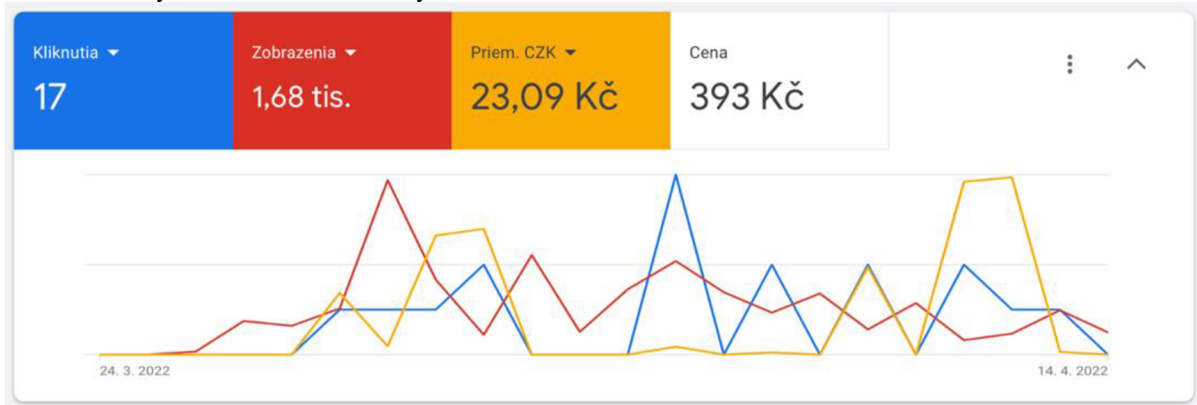 Kliknutia
Zobrazenia
Priem. CZK
Cena
17
1,68 tis.
23,09 Kč
393 Kč
24. 3. 2022
14. 4. 2022